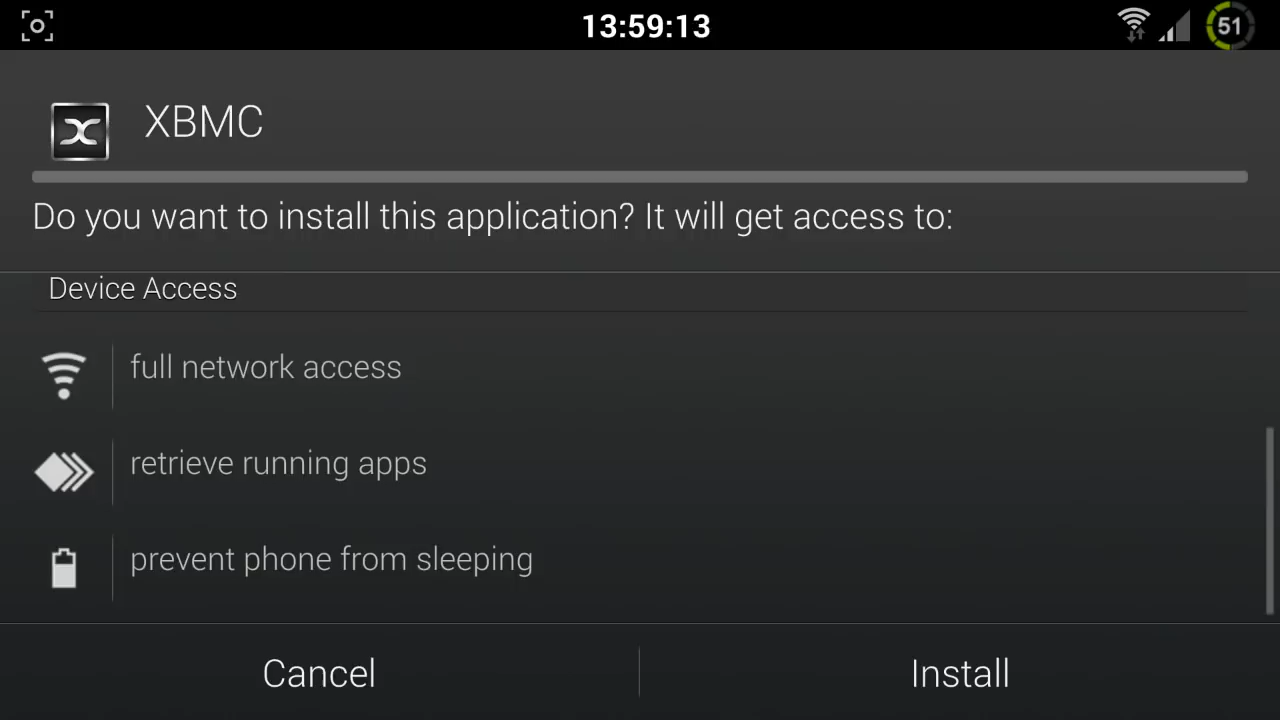 13:59:13
51
XBMC
Do you want to install this application? It will get access to:
Device Access
full network access
retrieve running apps
prevent phone from sleeping
Cancel
Install